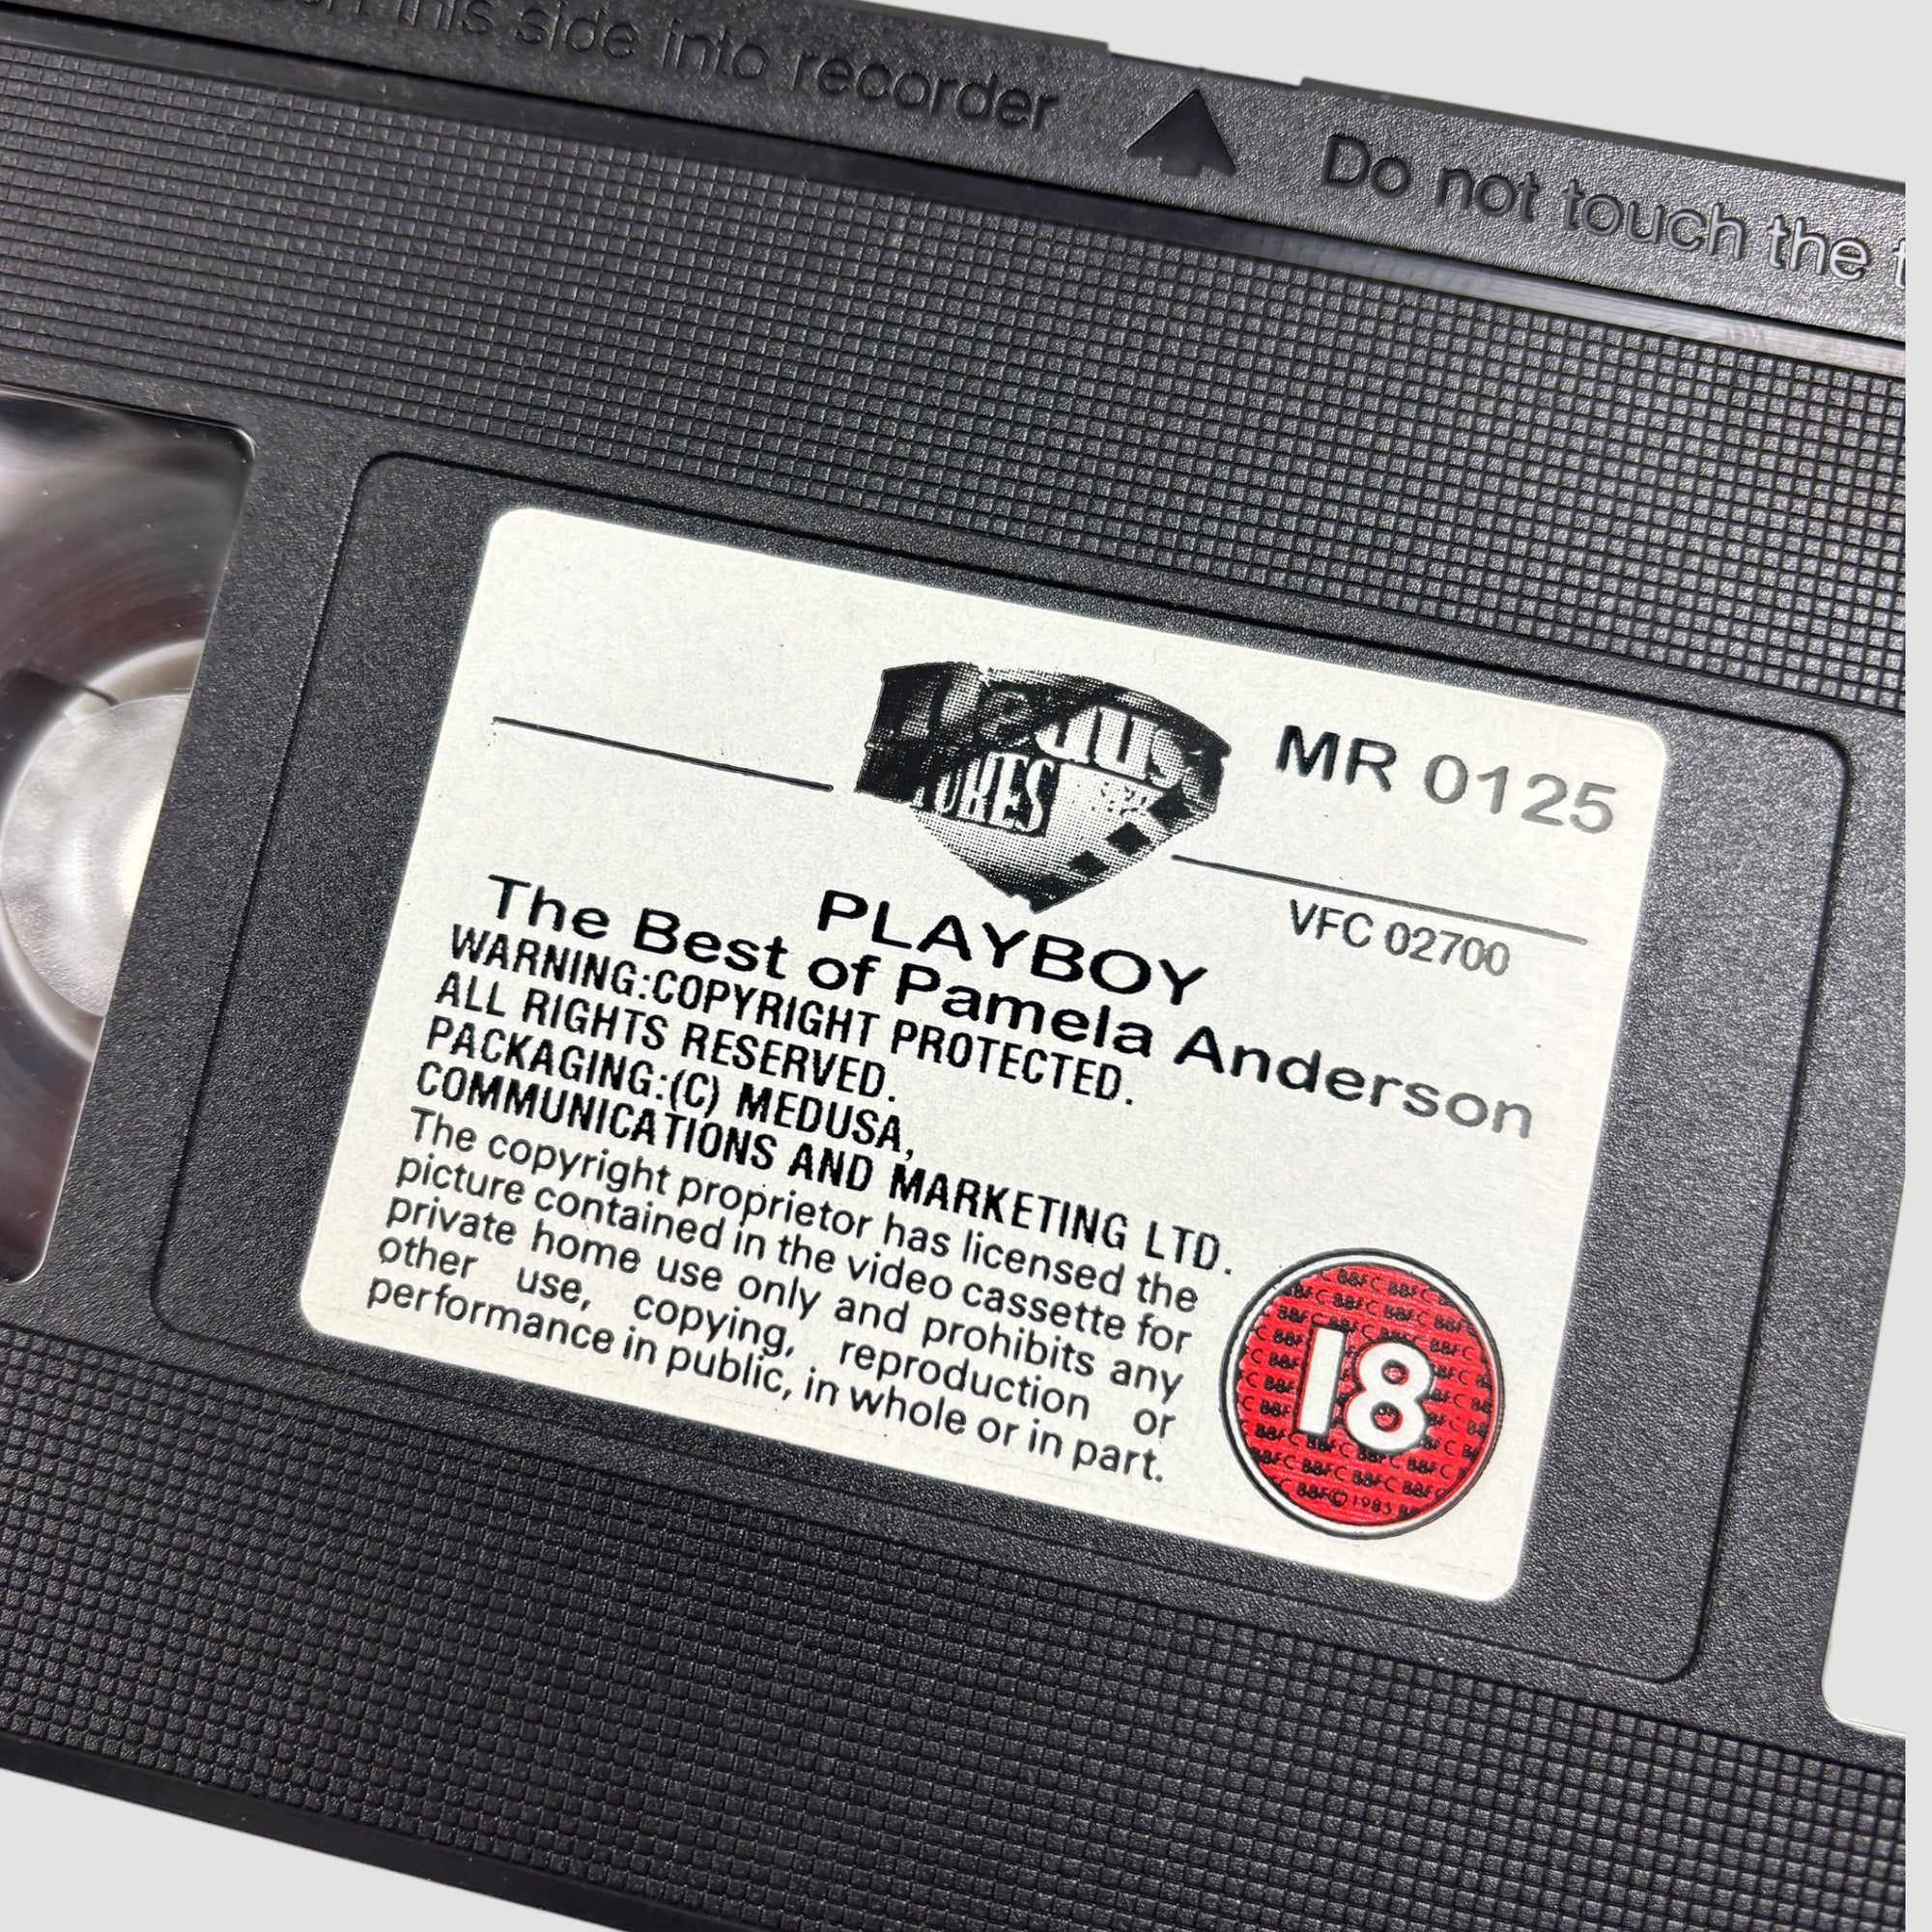 this side into recorder
Do not touch the
MR 0125
VFC 02700
PLAYBOY
The Best of Pamela Anderson
WARNING:COPYRIGHT PROTECTED.
ALL RIGHTS RESERVED.
PACKAGING:(C) MEDUSA,
COMMUNICATIONS AND MARKETING LTD.
The copyright proprietor has licensed the
picture contained in the video cassette for
private home use only and prohibits any
other use, copying, reproduction or
performance in public, in whole or in part.
18